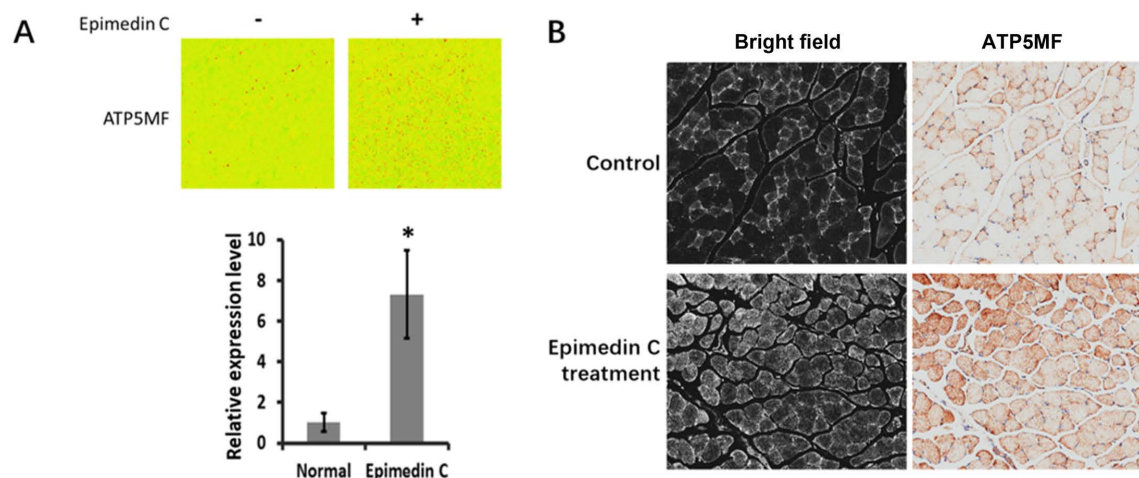 A
Epimedin C - +
ATP5MF
Relative expression level
10
8
6
4
2
0
Normal Epimedin C
*
B
Bright field ATP5MF
Control
Epimedin C
treatment